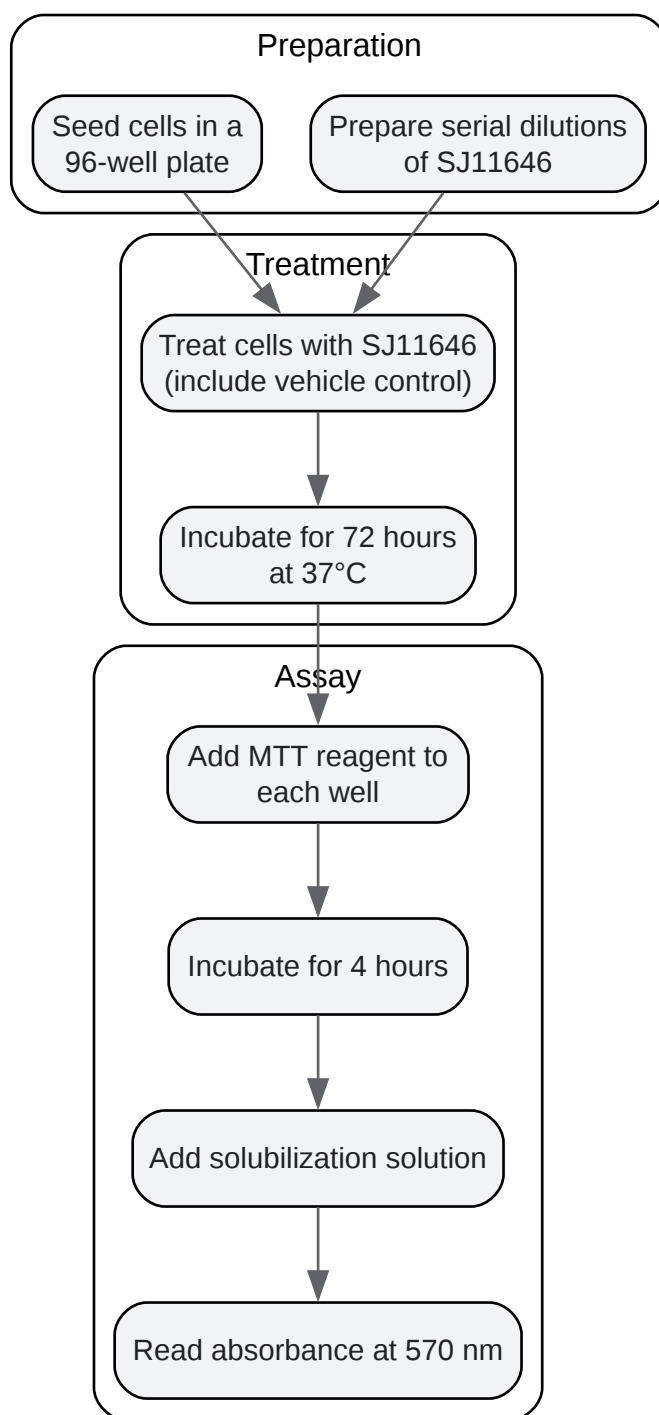 Preparation
Seed cells in a
96-well plate
Prepare serial dilutions
of SJ11646
Treatment
Treat cells with SJ11646
(include vehicle control)
Incubate for 72 hours
at 37°C
Assay
Add MTT reagent to
each well
Incubate for 4 hours
Add solubilization solution
Read absorbance at 570 nm